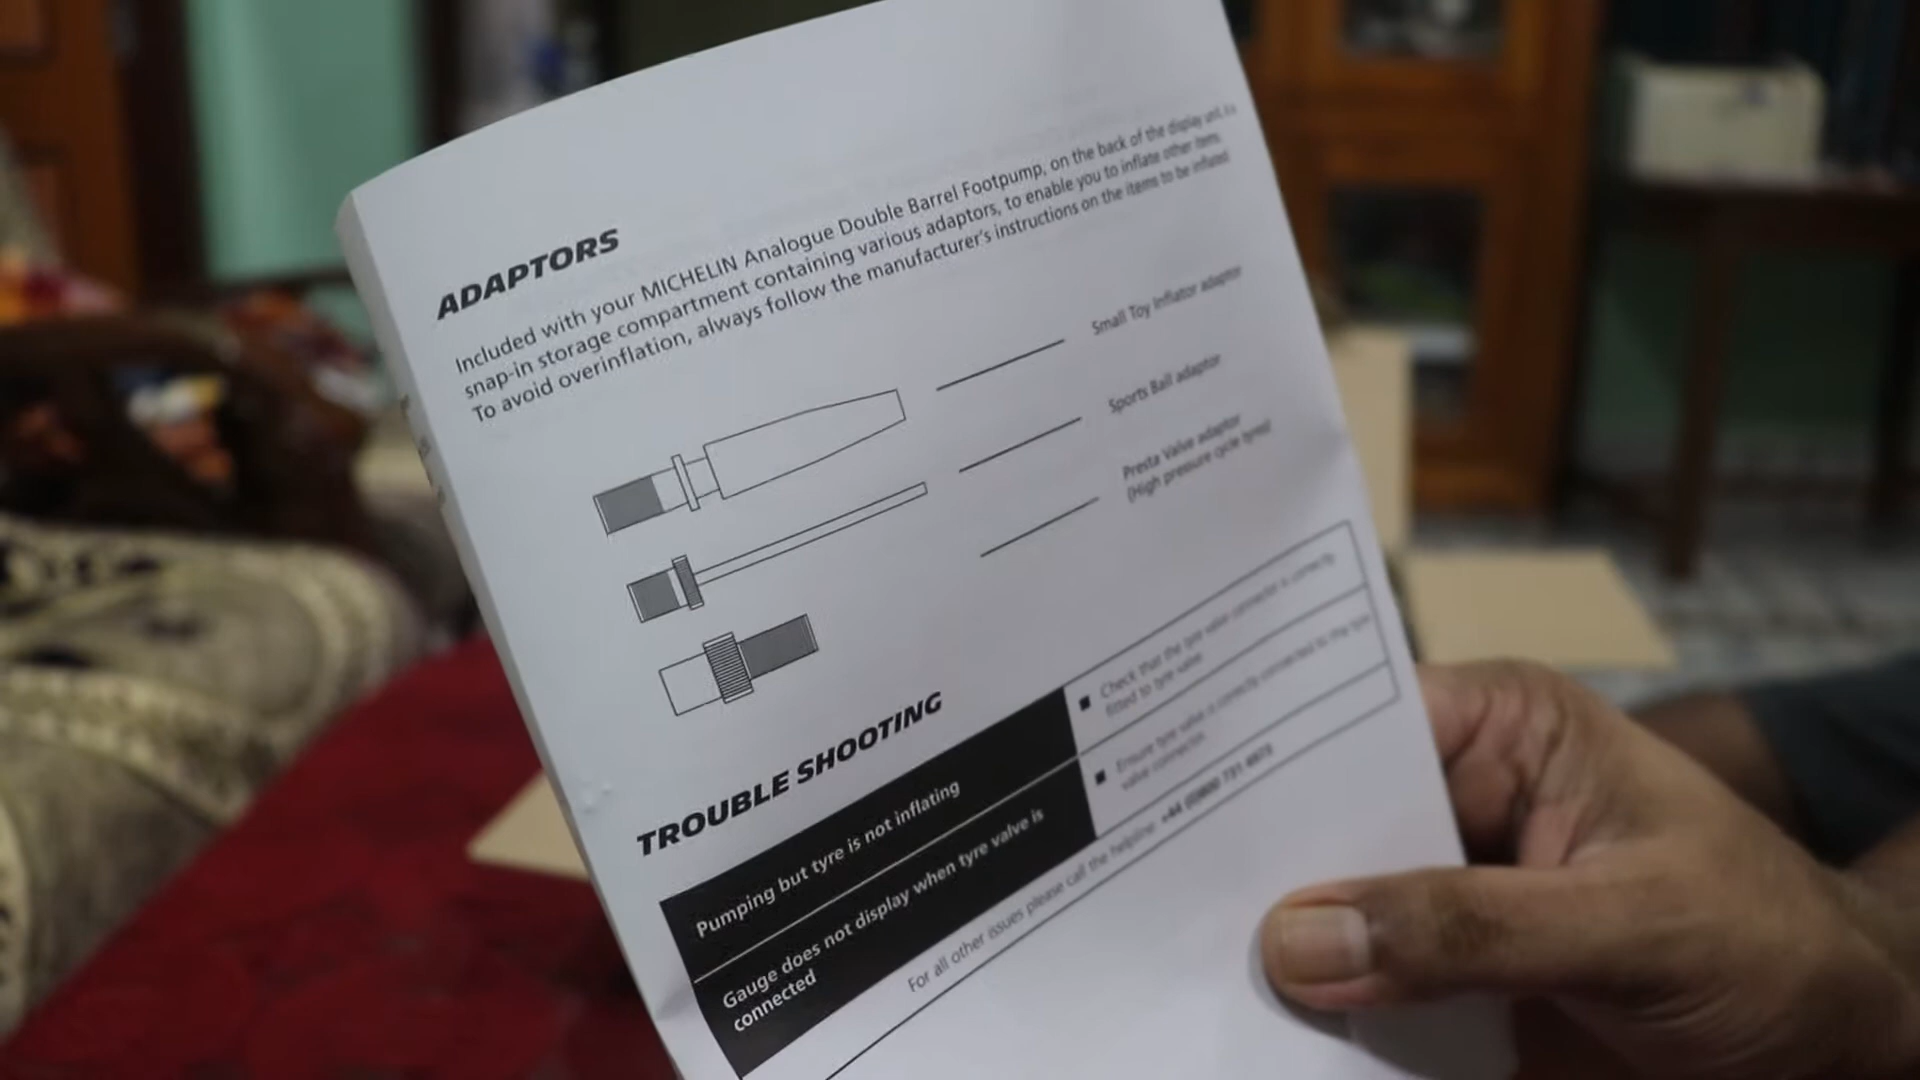 ADAPTORS
Included with your MICHELIN Analogue Double Barrel Footpump, on the back of the display unit is a
snap-in storage compartment containing various adaptors, to enable you to inflate other items.
To avoid overinflation, always follow the manufacturer's instructions on the items to be inflated
Small Toy Inflator adaptor
Sports Ball adaptor
Presta Valve adaptor
(High pressure cycle tyres)
TROUBLE SHOOTING
Pumping but tyre is not inflating
■ Check that the tyre valve connector is correctly
fitted to tyre valve
Gauge does not display when tyre valve is
connected
■ Ensure tyre valve is correctly connected to the tyre
valve connector
For all other issues please call the helpline: +44 (0)800 731